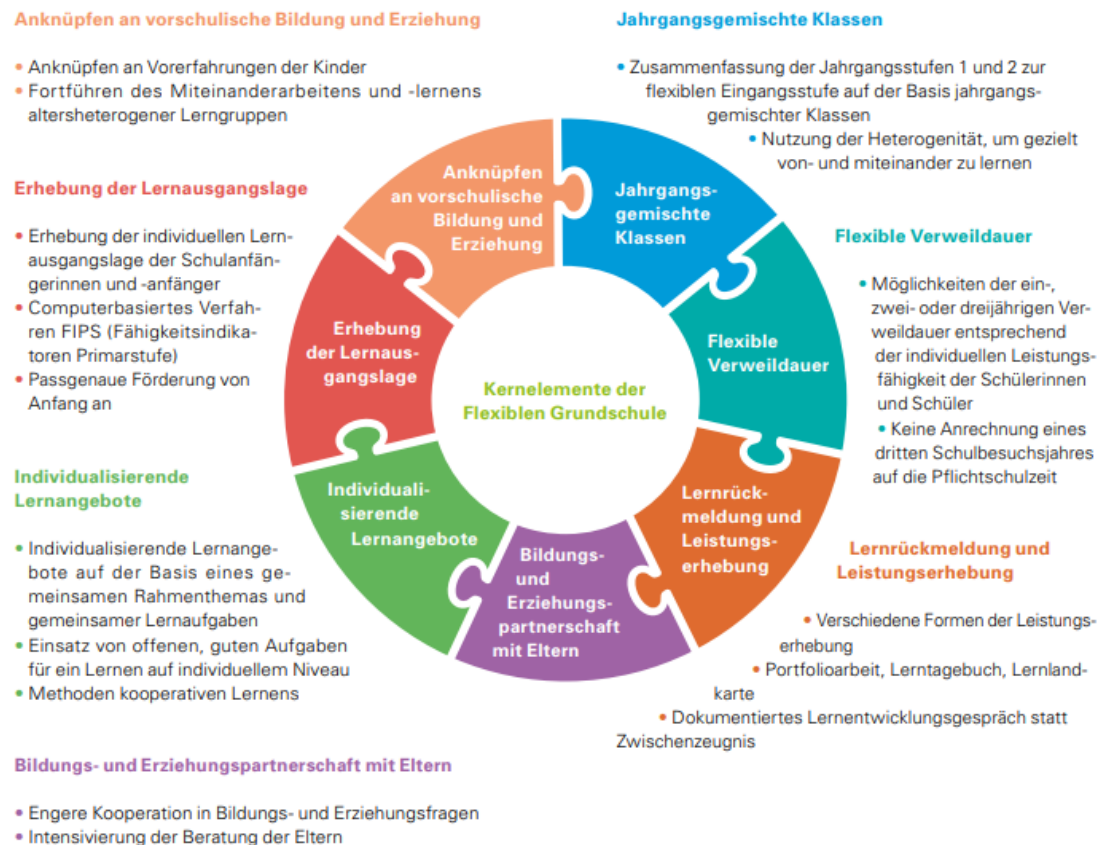 Anknüpfen an vorschulische Bildung und Erziehung
• Anknüpfen an Vorerfahrungen der Kinder
• Fortführen des Miteinanderarbeitens und -lernens
altersheterogener Lerngruppen
Jahrgangsgemischte Klassen
• Zusammenfassung der Jahrgangsstufen 1 und 2 zur
flexiblen Eingangsstufe auf der Basis jahrgangs-
gemischter Klassen
• Nutzung der Heterogenität, um gezielt
von- und miteinander zu lernen
Erhebung der Lernausgangslage
• Erhebung der individuellen Lern-
ausgangslage der Schulanfän-
gerinnen und -anfänger
• Computerbasiertes Verfah-
ren FIPS (Fähigkeitsindika-
toren Primarstufe)
• Passgenaue Förderung von
Anfang an
Flexible Verweildauer
• Möglichkeiten der ein-,
zwei- oder dreijährigen Ver-
weildauer entsprechend
der individuellen Leistungs-
fähigkeit der Schülerinnen
und Schüler
• Keine Anrechnung eines
dritten Schulbesuchsjahres
auf die Pflichtschulzeit
Anknüpfen
an vorschulische
Bildung und
Erziehung
Jahrgangs-
gemischte
Klassen
Erhebung
der Lernaus-
gangslage
Flexible
Verweildauer
Kernelemente der
Flexiblen Grundschule
Individuali-
sierende
Lernangebote
Lernrück-
meldung und
Leistungs-
erhebung
Bildungs-
und
Erziehungs-
partnerschaft
mit Eltern
Individualisierende
Lernangebote
• Individualisierende Lernange-
bote auf der Basis eines ge-
meinsamen Rahmenthemas und
gemeinsamer Lernaufgaben
• Einsatz von offenen, guten Aufgaben
für ein Lernen auf individuellem Niveau
• Methoden kooperativen Lernens
Lernrückmeldung und
Leistungserhebung
• Verschiedene Formen der Leistungs-
erhebung
• Portfolioarbeit, Lerntagebuch, Lernland-
karte
• Dokumentiertes Lernentwicklungsgespräch statt
Zwischenzeugnis
Bildungs- und Erziehungspartnerschaft mit Eltern
• Engere Kooperation in Bildungs- und Erziehungsfragen
• Intensivierung der Beratung der Eltern